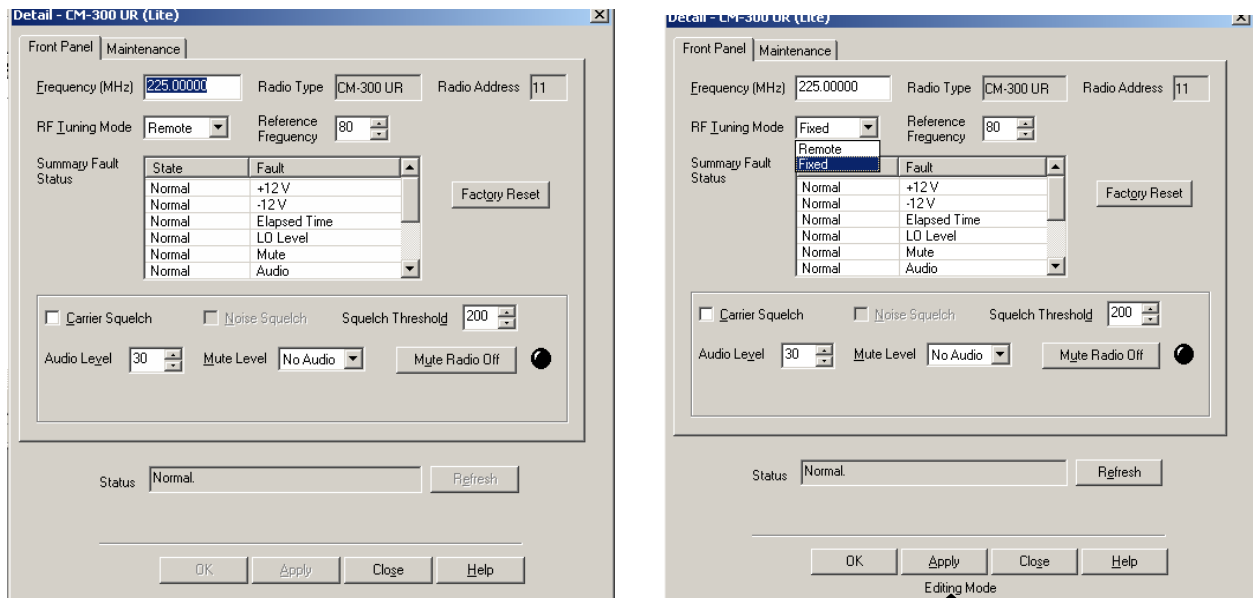 Detail - CM-300 UR (Lite)
Front Panel
Maintenance
Frequency (MHz) 225.00000 Radio Type CM-300 UR Radio Address 11
RF Tuning Mode Remote Reference Freguency 80
Summary Fault Status
State Fault
Normal +12 V
Normal -12 V
Normal Elapsed Time
Normal LO Level
Normal Mute
Normal Audio
Factory Reset
Carrier Squelch Noise Squelch Squelch Threshold 200
Audio Level 30 Mute Level No Audio Mute Radio Off
Status Normal. Refresh
OK Apply Close Help
Detail - CM-300 UR (Lite)
Front Panel
Maintenance
Frequency (MHz) 225.00000 Radio Type CM-300 UR Radio Address 11
RF Tuning Mode Fixed Reference Freguency 80
Remote
Fixed
Summary Fault Status
Fault
Normal +12 V
Normal -12 V
Normal Elapsed Time
Normal LO Level
Normal Mute
Normal Audio
Factory Reset
Carrier Squelch Noise Squelch Squelch Threshold 200
Audio Level 30 Mute Level No Audio Mute Radio Off
Status Normal. Refresh
OK Apply Close Help
Editing Mode